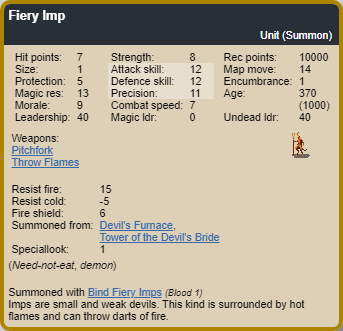 Fiery Imp
Unit (Summon)
Hit points: 7 Strength: 8 Rec points: 10000
Size: 1 Attack skill: 12 Map move: 14
Protection: 5 Defence skill: 12 Encumbrance: 1
Magic res: 13 Precision: 11 Age: 370
Morale: 9 Combat speed: 7 (1000)
Leadership: 40 Magic ldr: 0 Undead ldr: 40
Weapons:
Pitchfork
Throw Flames
Resist fire: 15
Resist cold: -5
Fire shield: 6
Summoned from: Devil's Furnace,
Tower of the Devil's Bride
Speciallook: 1
(Need-not-eat, demon)
Summoned with Bind Fiery Imps (Blood 1)
Imps are small and weak devils. This kind is surrounded by hot
flames and can throw darts of fire.